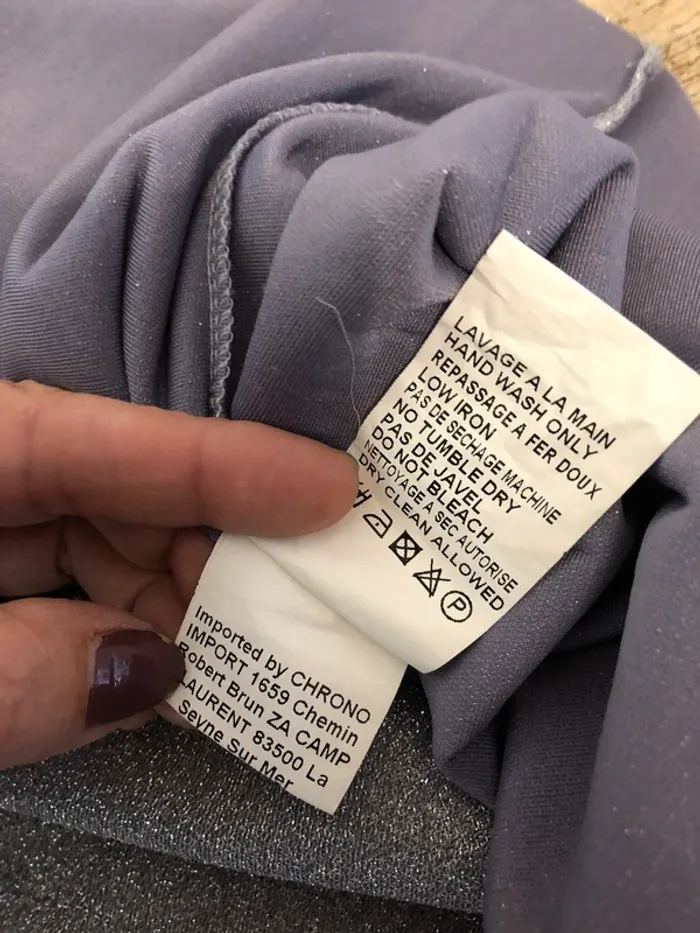 LAVAGE A LA MAIN
HAND WASH ONLY
REPASSAGE A FER DOUX
LOW IRON
PAS DE SECHAGE MACHINE
NO TUMBLE DRY
PAS DE JAVEL
DO NOT BLEACH
NETTOYAGE A SEC AUTORISE
DRY CLEAN ALLOWED
P
Imported by CHRONO
IMPORT 1659 Chemin
Robert Brun ZA CAMP
LAURENT 83500 La
Seyne Sur Mer